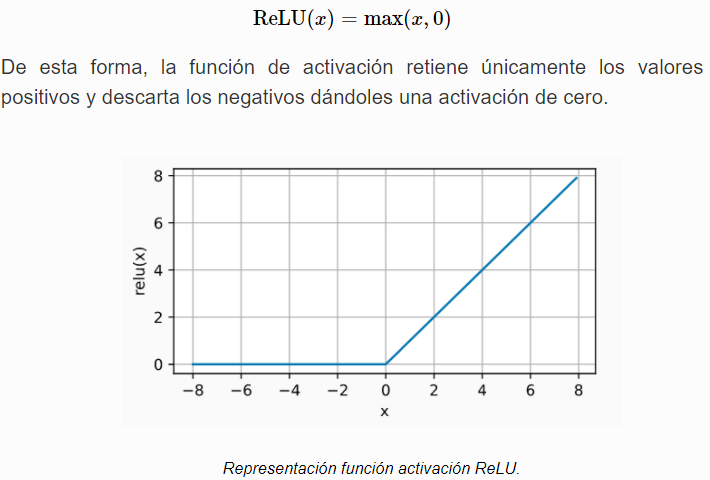 ReLU(x) = max(x, 0)
De esta forma, la función de activación retiene únicamente los valores
positivos y descarta los negativos dándoles una activación de cero.
8
6
4
2
0
relu(x)
−8 −6 −4 −2 0 2 4 6 8
x
Representación función activación ReLU.